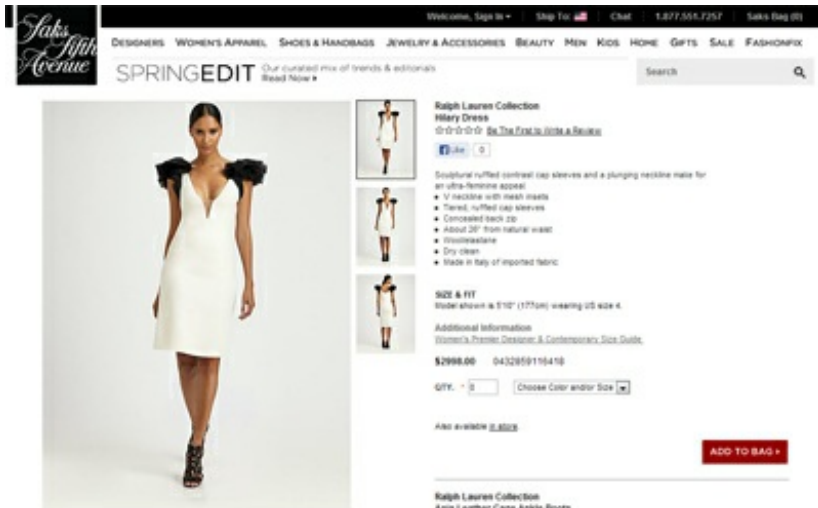 Saks
Fifth
Avenue
Welcome, Sign In
Ship To:
Chat
1.877.551.7257
Saks Bag (0)
DESIGNERS WOMEN'S APPAREL SHOES & HANDBAGS JEWELRY & ACCESSORIES BEAUTY MEN KIDS HOME GIFTS SALE FASHIONFIX
SPRINGEDIT Our curated mix of trends & editorials
Read Now
Search
Ralph Lauren Collection
Hilary Dress
Be The First to Write a Review
Like 0
Sculptural ruffled contrast cap sleeves and a plunging neckline make for
an ultra-feminine appeal
V neckline with mesh insets
Tiered, ruffled cap sleeves
Concealed back zip
About 26" from natural waist
Wool/elastane
Dry clean
Made in Italy of imported fabric
SIZE & FIT
Model shown is 5'10" (177cm) wearing US size 4.
Additional Information
Women's Premier Designer & Contemporary Size Guide
$2998.00 0432859116418
QTY. * 0 Choose Color and/or Size
Also available in store.
ADD TO BAG
Ralph Lauren Collection